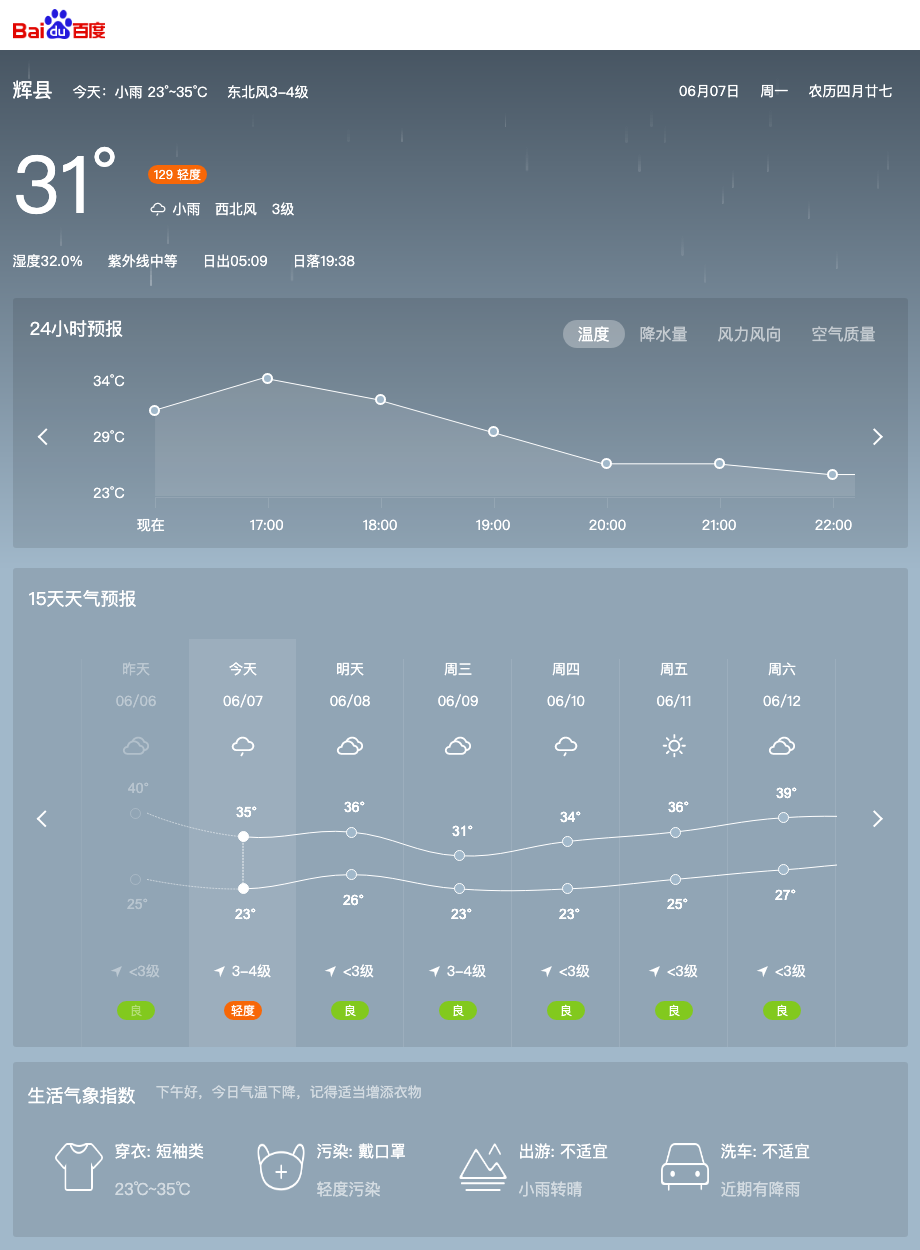 Bai du 百度
辉县 今天：小雨 23°~35°C 东北风3-4级 06月07日 周一 农历四月廿七
31°
129 轻度
小雨 西北风 3级
湿度32.0% 紫外线中等 日出05:09 日落19:38
24小时预报 温度 降水量 风力风向 空气质量
34°C
29°C
23°C
现在 17:00 18:00 19:00 20:00 21:00 22:00
15天天气预报
昨天 今天 明天 周三 周四 周五 周六
06/06 06/07 06/08 06/09 06/10 06/11 06/12
40° 35° 36° 31° 34° 36° 39°
25° 23° 26° 23° 23° 25° 27°
<3级 3-4级 <3级 3-4级 <3级 <3级 <3级
良 轻度 良 良 良 良 良
生活气象指数 下午好，今日气温下降，记得适当增添衣物
穿衣: 短袖类 污染: 戴口罩 出游: 不适宜 洗车: 不适宜
23℃~35℃ 轻度污染 小雨转晴 近期有降雨